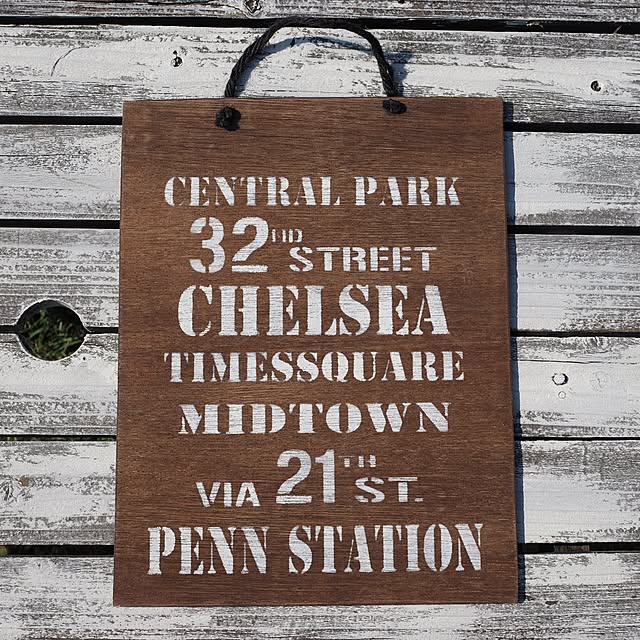 CENTRAL PARK
32ND STREET
CHELSEA
TIMESSQUARE
MIDTOWN
VIA 21TH ST.
PENN STATION